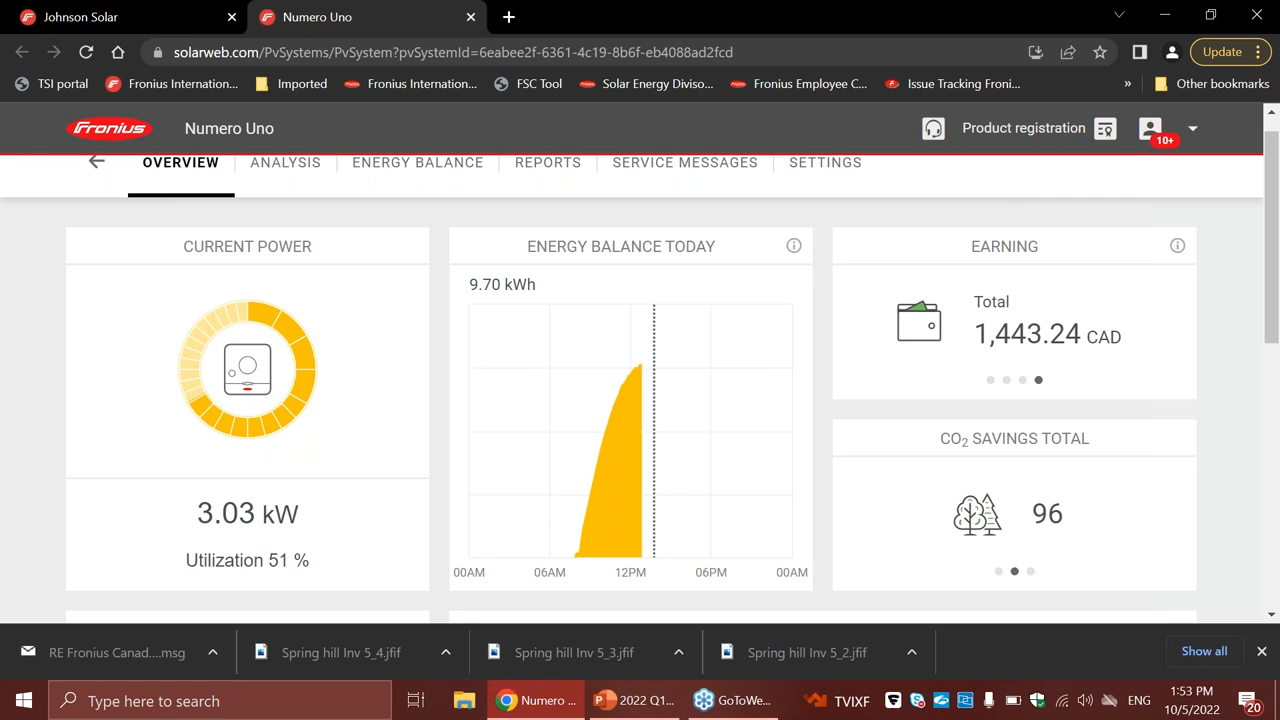 Johnson Solar
Numero Uno
solarweb.com/PvSystems/PvSystem?pvSystemId=6eabee2f-6361-4c19-8b6f-eb4088ad2fcd
Update
TSI portal
Fronius Internation...
Imported
Fronius Internation...
FSC Tool
Solar Energy Divisio...
Fronius Employee C...
Issue Tracking Froni...
»
Other bookmarks
Fronius
Numero Uno
Product registration
10+
OVERVIEW
ANALYSIS
ENERGY BALANCE
REPORTS
SERVICE MESSAGES
SETTINGS
CURRENT POWER
3.03 kW
Utilization 51 %
ENERGY BALANCE TODAY
9.70 kWh
00AM 06AM 12PM 06PM 00AM
EARNING
Total
1,443.24 CAD
CO₂ SAVINGS TOTAL
96
RE Fronius Canad....msg
Spring hill Inv 5_4.jfif
Spring hill Inv 5_3.jfif
Spring hill Inv 5_2.jfif
Show all
Type here to search
Numero ...
2022 Q1...
GoToWe...
TVIXF
ENG
1:53 PM
10/5/2022
20